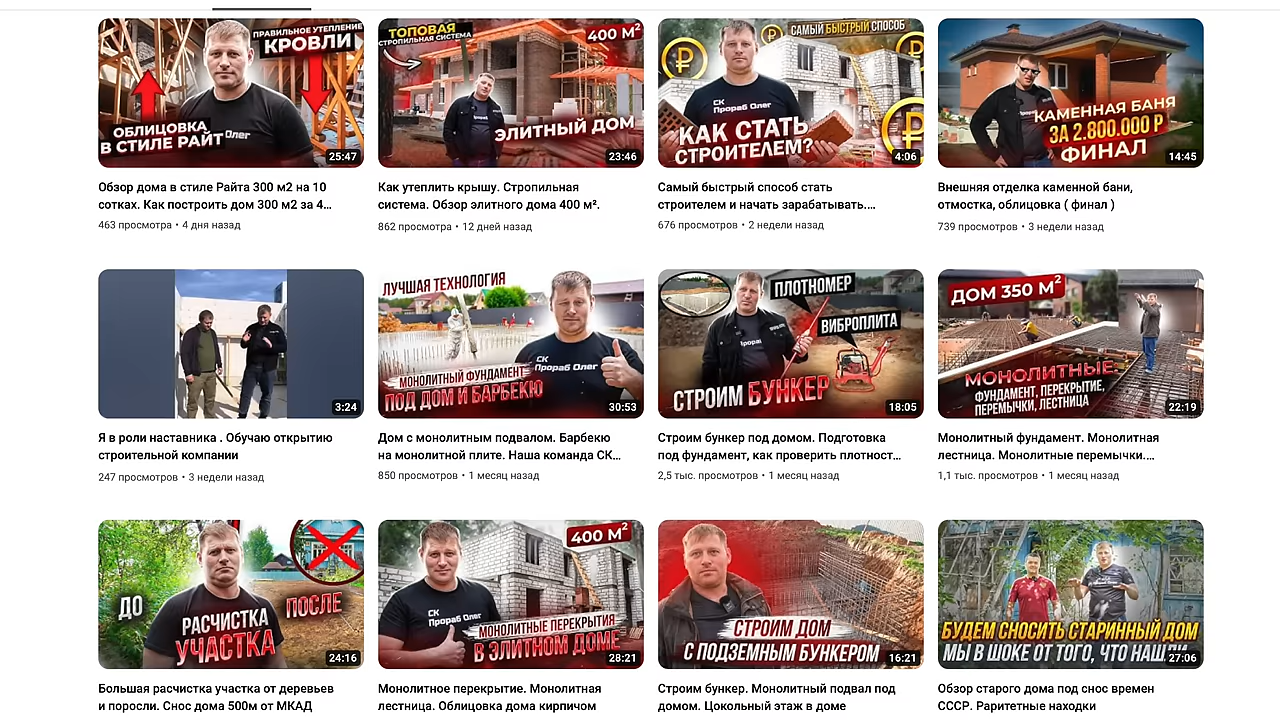 ПРАВИЛЬНОЕ УТЕПЛЕНИЕ
КРОВЛИ
ОБЛИЦОВКА
В СТИЛЕ РАЙТ
Олег
25:47
ТОПОВАЯ
СТРОПИЛЬНАЯ СИСТЕМА
400 М²
ЭЛИТНЫЙ ДОМ
23:46
САМЫЙ БЫСТРЫЙ СПОСОБ
СК
Прораб Олег
КАК СТАТЬ
СТРОИТЕЛЕМ?
4:06
КАМЕННАЯ БАНЯ
ЗА 2.800.000 Р
ФИНАЛ
14:45
Обзор дома в стиле Райта 300 м2 на 10
сотках. Как построить дом 300 м2 за 4...
463 просмотра • 4 дня назад
Как утеплить крышу. Стропильная
система. Обзор элитного дома 400 м².
862 просмотра • 12 дней назад
Самый быстрый способ стать
строителем и начать зарабатывать....
676 просмотров • 2 недели назад
Внешняя отделка каменной бани,
отмостка, облицовка ( финал )
739 просмотров • 3 недели назад
3:24
ЛУЧШАЯ ТЕХНОЛОГИЯ
СК
Прораб Олег
МОНОЛИТНЫЙ ФУНДАМЕНТ
ПОД ДОМ И БАРБЕКЮ
30:53
ПЛОТНОМЕР
ВИБРОПЛИТА
СТРОИМ БУНКЕР
18:05
ДОМ 350 М²
МОНОЛИТНЫЕ
ФУНДАМЕНТ, ПЕРЕКРЫТИЕ,
ПЕРЕМЫЧКИ, ЛЕСТНИЦА
22:19
Я в роли наставника . Обучаю открытию
строительной компании
247 просмотров • 3 недели назад
Дом с монолитным подвалом. Барбекю
на монолитной плите. Наша команда СК...
850 просмотров • 1 месяц назад
Строим бункер под домом. Подготовка
под фундамент, как проверить плотност...
2,5 тыс. просмотров • 1 месяц назад
Монолитный фундамент. Монолитная
лестница. Монолитные перемычки....
1,1 тыс. просмотров • 1 месяц назад
ДО
ПОСЛЕ
РАСЧИСТКА
УЧАСТКА
24:16
400 М²
СК
Прораб Олег
МОНОЛИТНЫЕ ПЕРЕКРЫТИЯ
В ЭЛИТНОМ ДОМЕ
28:21
СТРОИМ ДОМ
С ПОДЗЕМНЫМ БУНКЕРОМ
16:21
БУДЕМ СНОСИТЬ СТАРИННЫЙ ДОМ
МЫ В ШОКЕ ОТ ТОГО, ЧТО
27:06
Большая расчистка участка от деревьев
и поросли. Снос дома 500м от МКАД
Монолитное перекрытие. Монолитная
лестница. Облицовка дома кирпичом
Строим бункер. Монолитный подвал под
домом. Цокольный этаж в доме
Обзор старого дома под снос времен
СССР. Раритетные находки